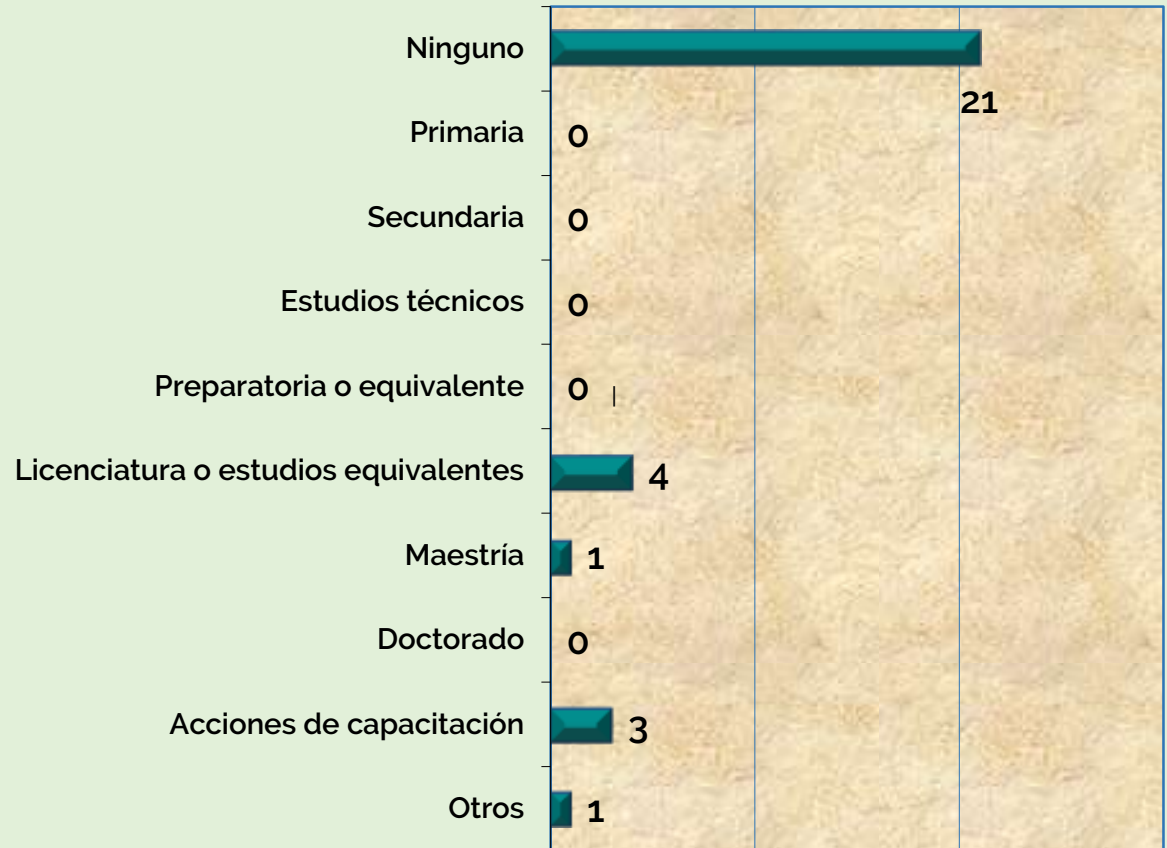 Ninguno
21
Primaria
0
Secundaria
0
Estudios técnicos
0
Preparatoria o equivalente
0
Licenciatura o estudios equivalentes
4
Maestría
1
Doctorado
0
Acciones de capacitación
3
Otros
1